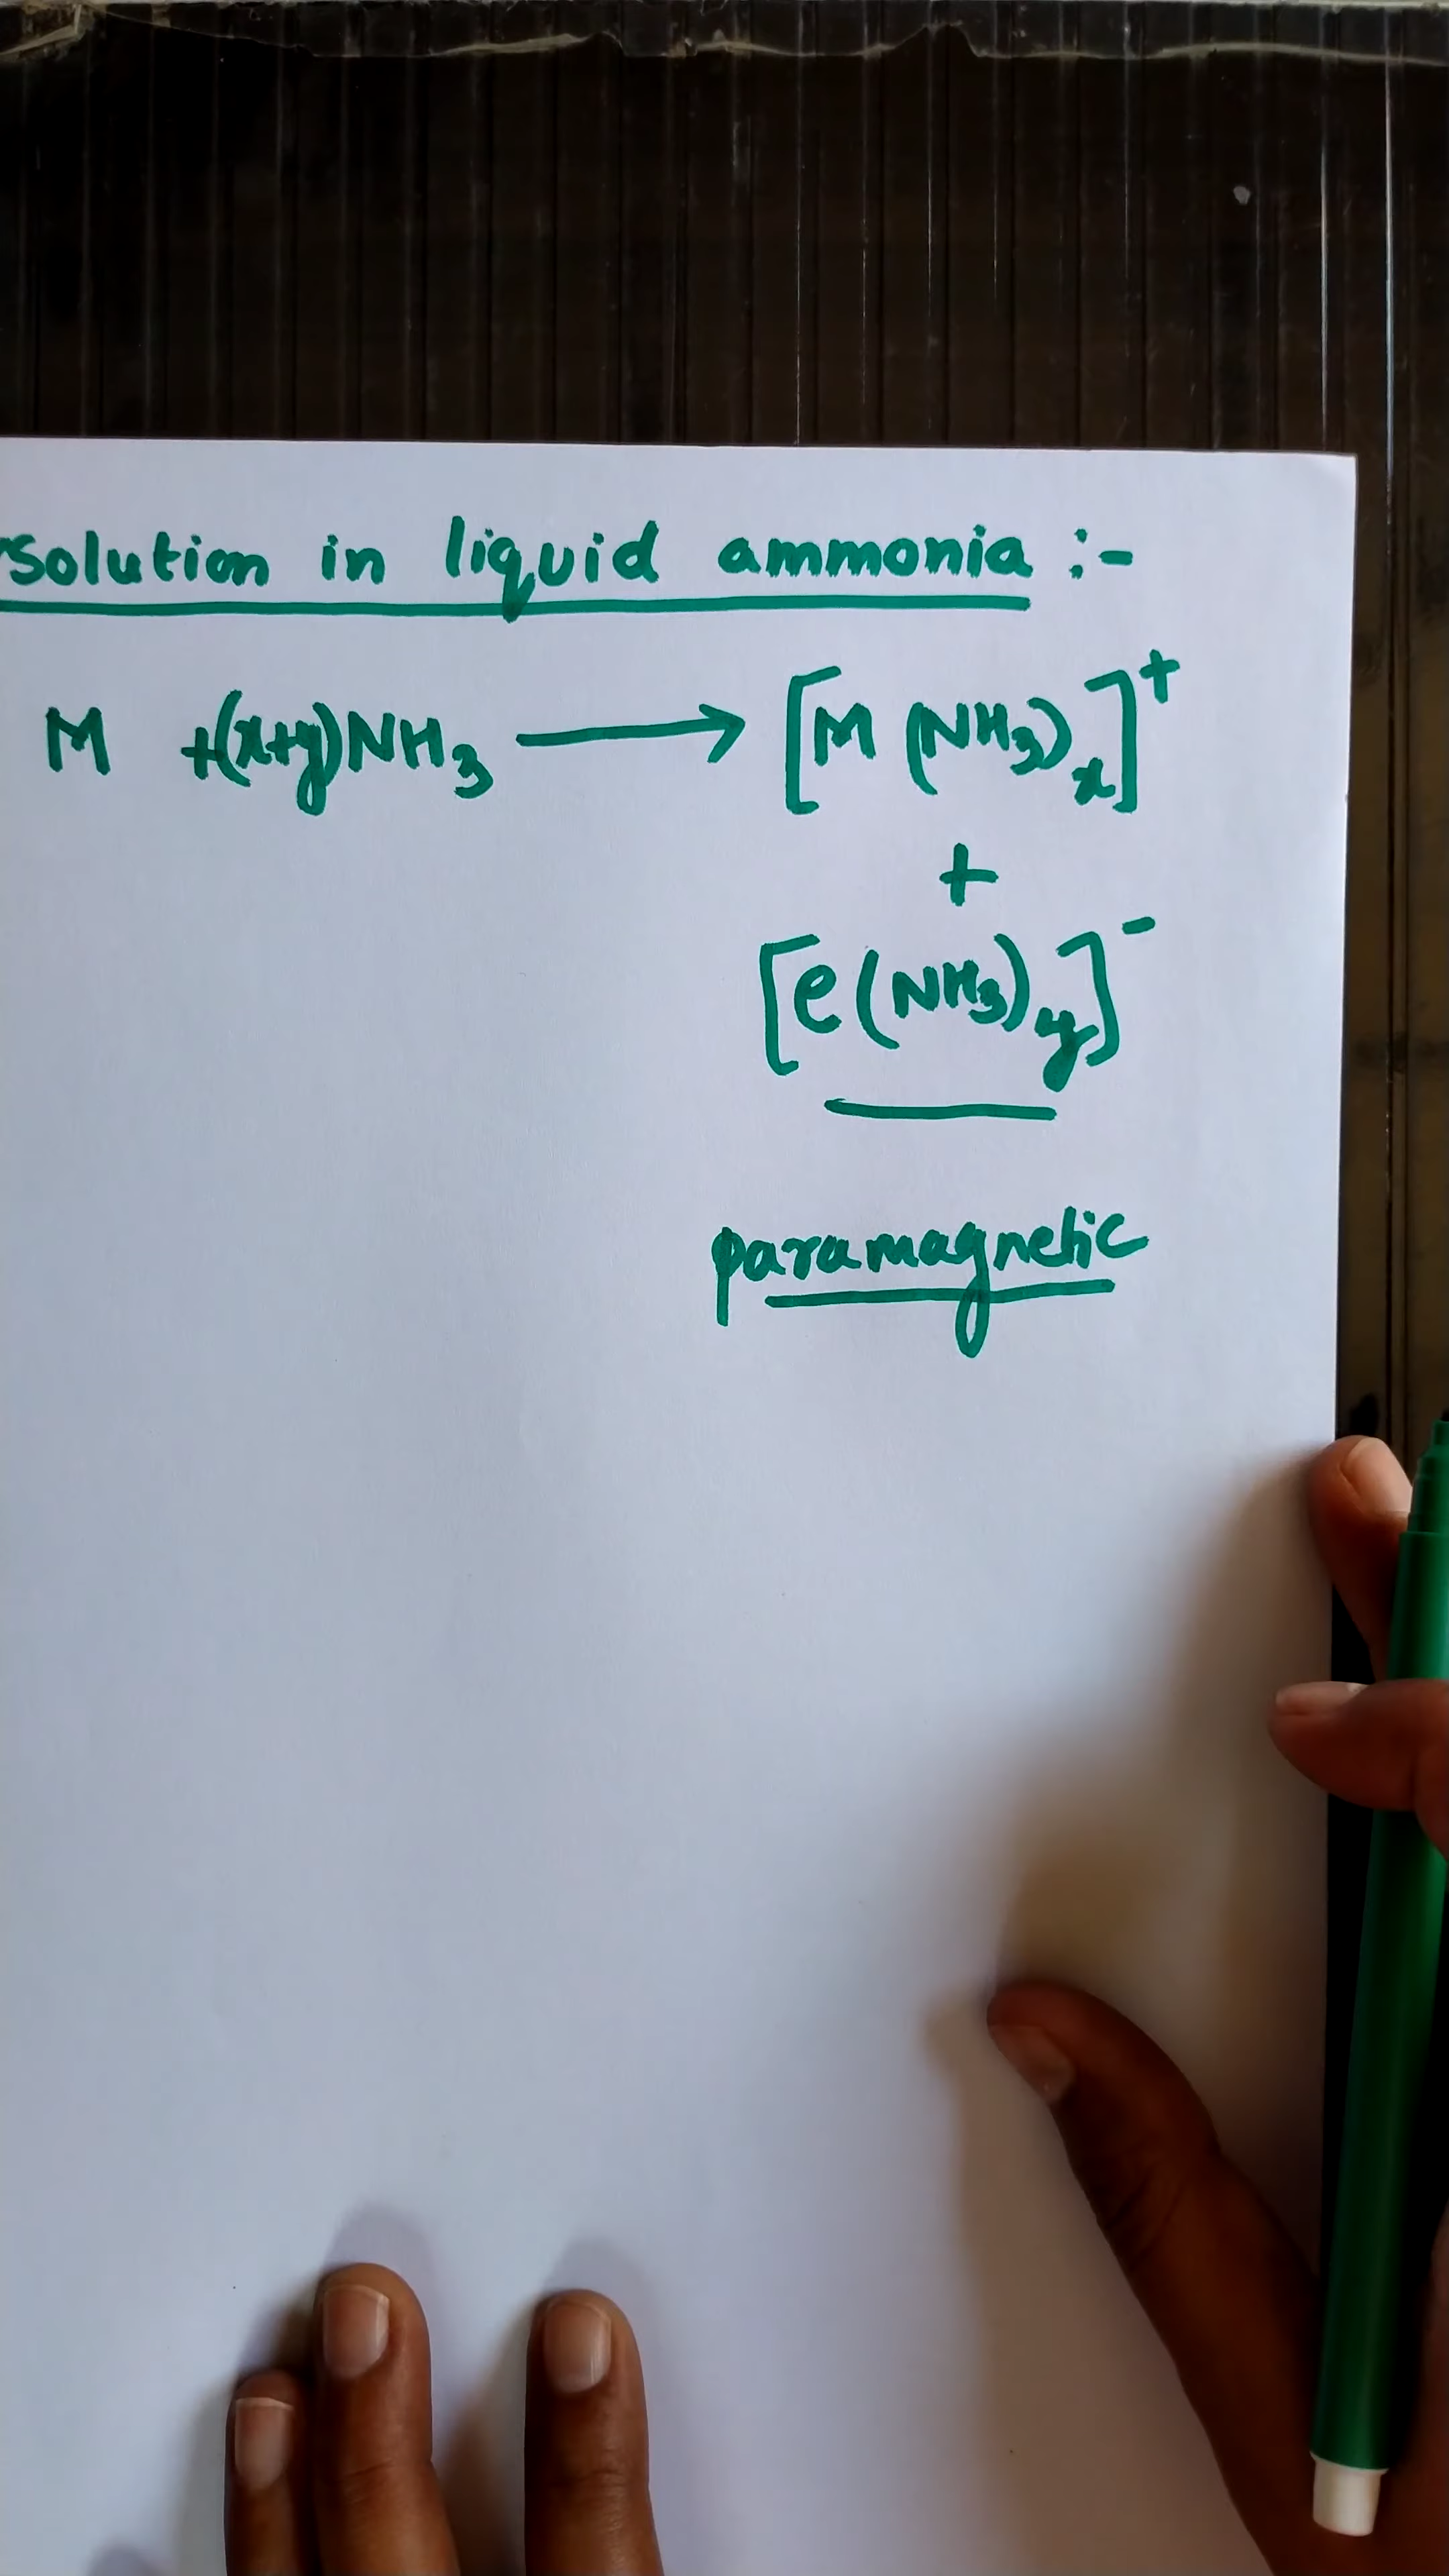 solution in liquid ammonia :-
M +(x+y)NH₃ ⟶ [M (NH₃)ₓ]⁺
+
[e(NH₃)y]⁻
paramagnetic